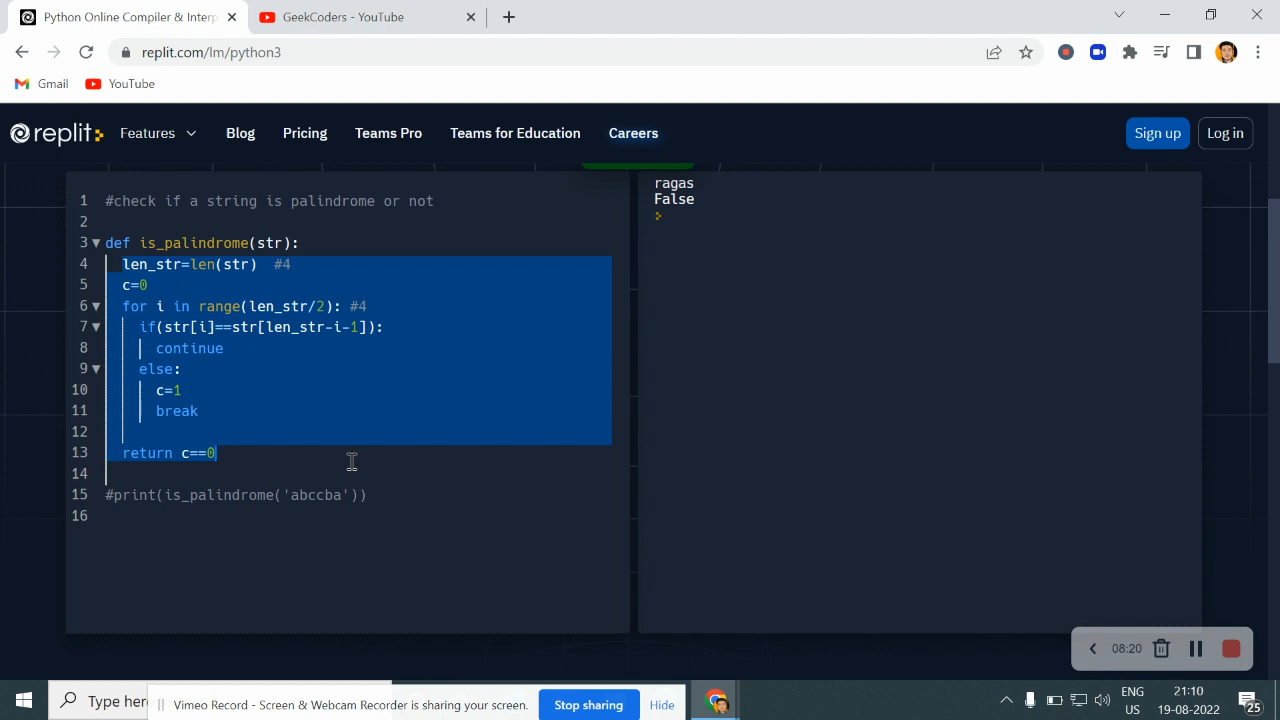 Python Online Compiler & Interp
GeekCoders - YouTube
replit.com/lm/python3
Gmail
YouTube
replit
Features
Blog
Pricing
Teams Pro
Teams for Education
Careers
Sign up
Log in
1 #check if a string is palindrome or not
2
3 def is_palindrome(str):
4 len_str=len(str) #4
5 c=0
6 for i in range(len_str/2): #4
7 if(str[i]==str[len_str-i-1]):
8 continue
9 else:
10 c=1
11 break
12
13 return c==0
14
15 #print(is_palindrome('abccba'))
16
ragas
False
08:20
Type here
Vimeo Record - Screen & Webcam Recorder is sharing your screen.
Stop sharing
Hide
ENG
US
21:10
19-08-2022
25